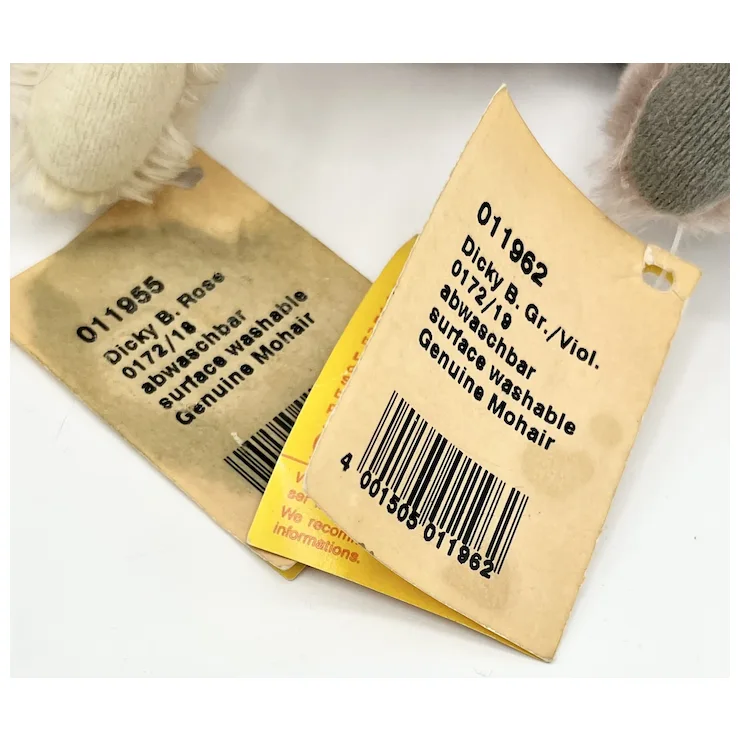 011955
Dicky B. Rose
0172/18
abwaschbar
surface washable
Genuine Mohair
We recom
informations.
011962
Dicky B. Gr./Viol.
0172/19
abwaschbar
surface washable
Genuine Mohair
4 001505 011962